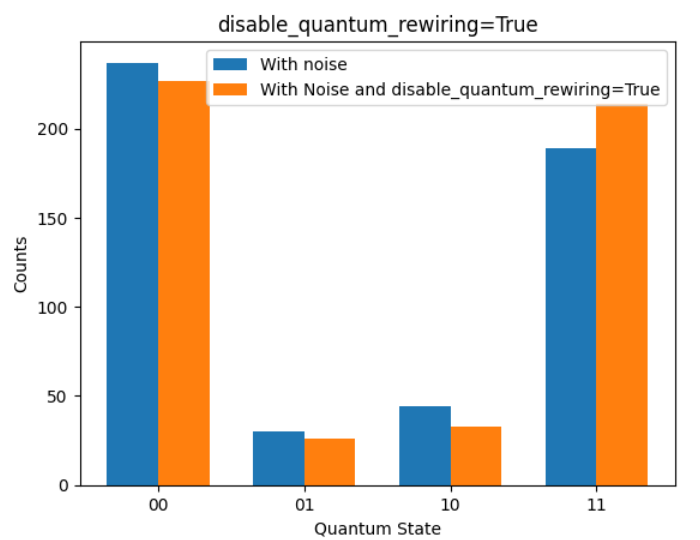 disable_quantum_rewiring=True
With noise
With Noise and disable_quantum_rewiring=True
200
150
100
50
0
Counts
00 01 10 11
Quantum State